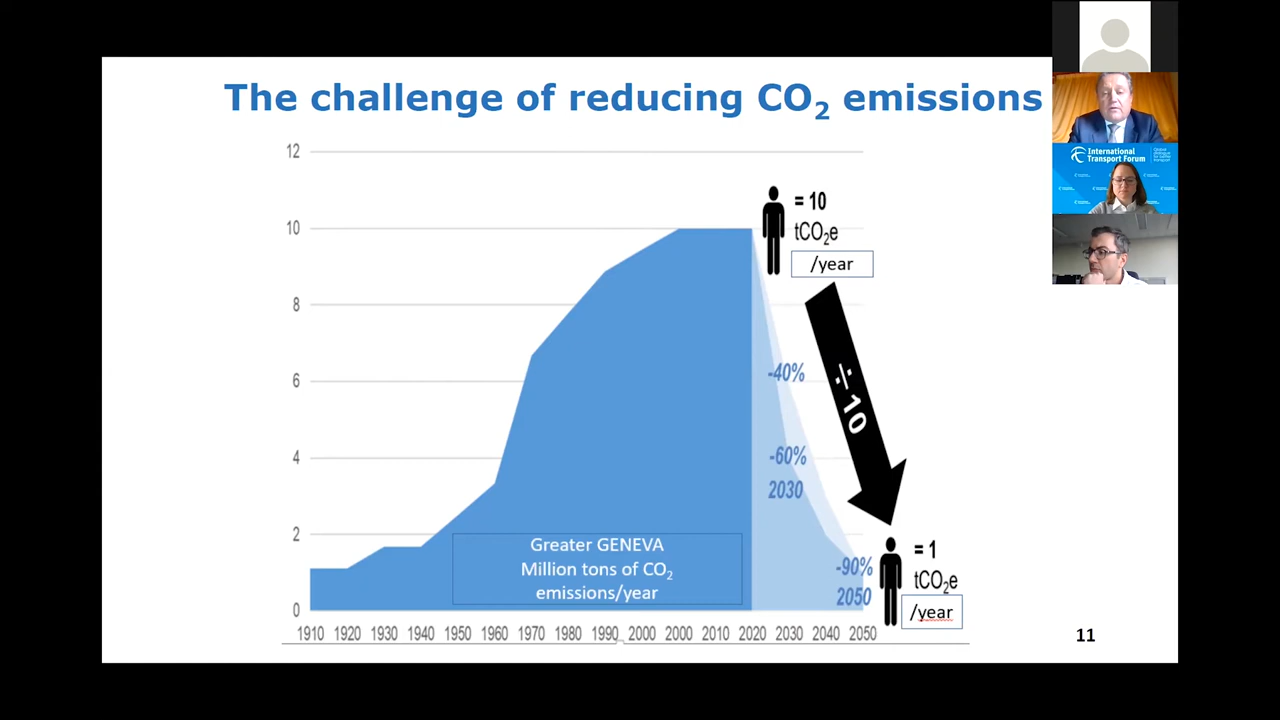 The challenge of reducing CO₂ emissions
International
Transport Forum
12
10
8
6
4
2
0
= 10
tCO₂e
/year
-40%
÷10
-60%
2030
-90%
2050
= 1
tCO₂e
/year
Greater GENEVA
Million tons of CO₂
emissions/year
1910 1920 1930 1940 1950 1960 1970 1980 1990 2000 2000 2010 2020 2030 2040 2050
11